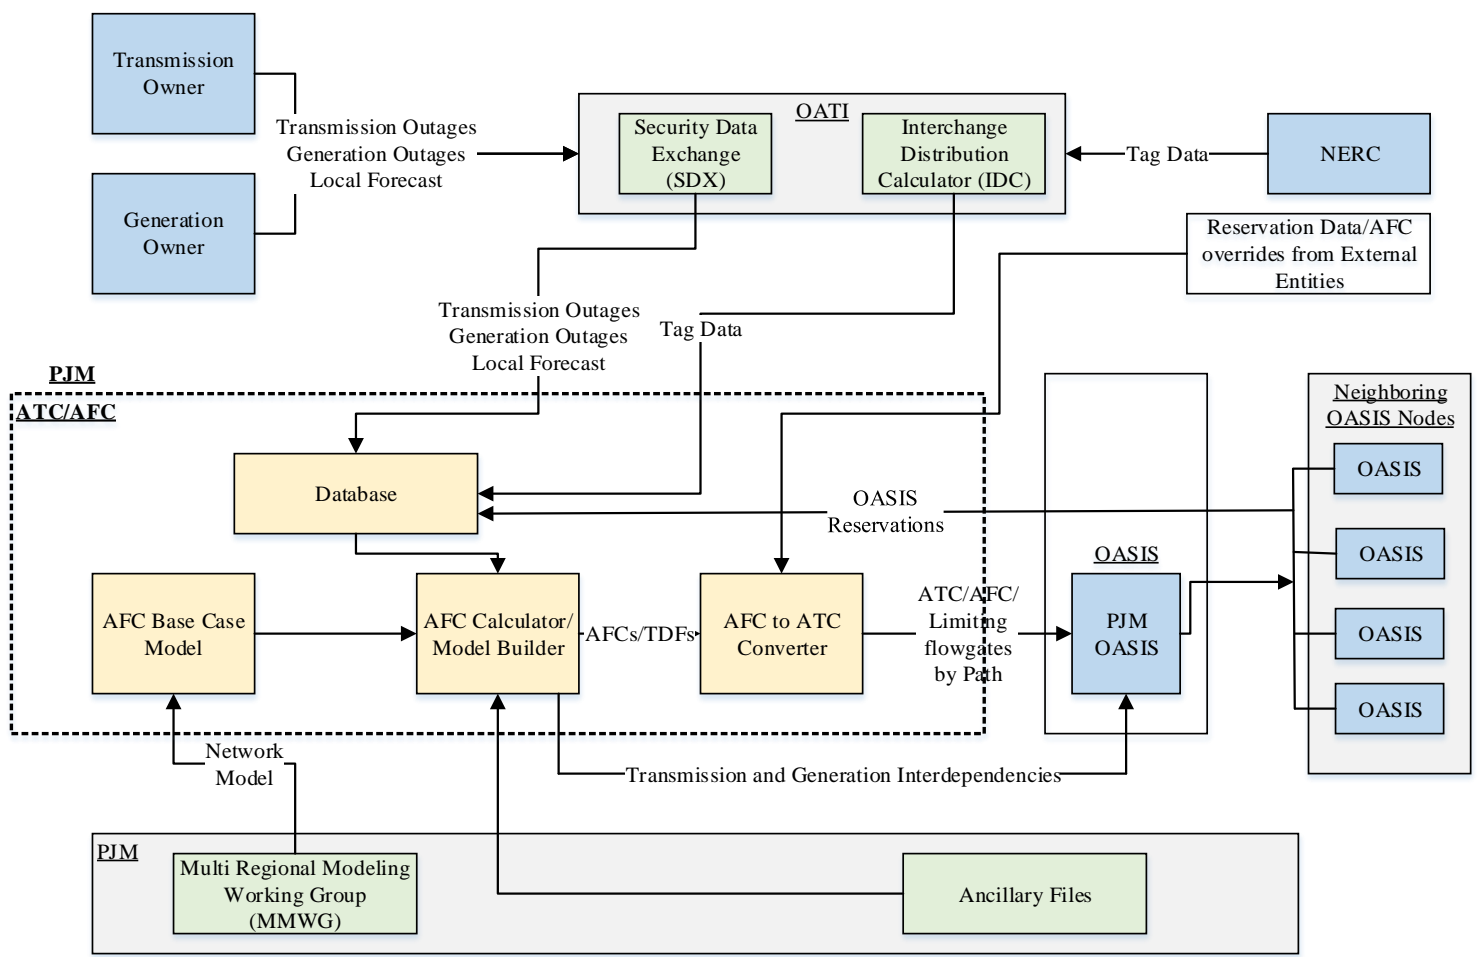 Transmission
Owner
Transmission Outages
Generation Outages
Local Forecast
Generation
Owner
OATI
Security Data
Exchange
(SDX)
Interchange
Distribution
Calculator (IDC)
Tag Data
NERC
Reservation Data/AFC
overrides from External
Entities
Transmission Outages
Generation Outages
Local Forecast
Tag Data
PJM
ATC/AFC
Database
OASIS
Reservations
AFC Base Case
Model
AFC Calculator/
Model Builder
AFCs/TDFs
AFC to ATC
Converter
ATC/AFC/
Limiting
flowgates
by Path
OASIS
PJM
OASIS
Neighboring
OASIS Nodes
OASIS
OASIS
OASIS
OASIS
Network
Model
Transmission and Generation Interdependencies
PJM
Multi Regional Modeling
Working Group
(MMWG)
Ancillary Files